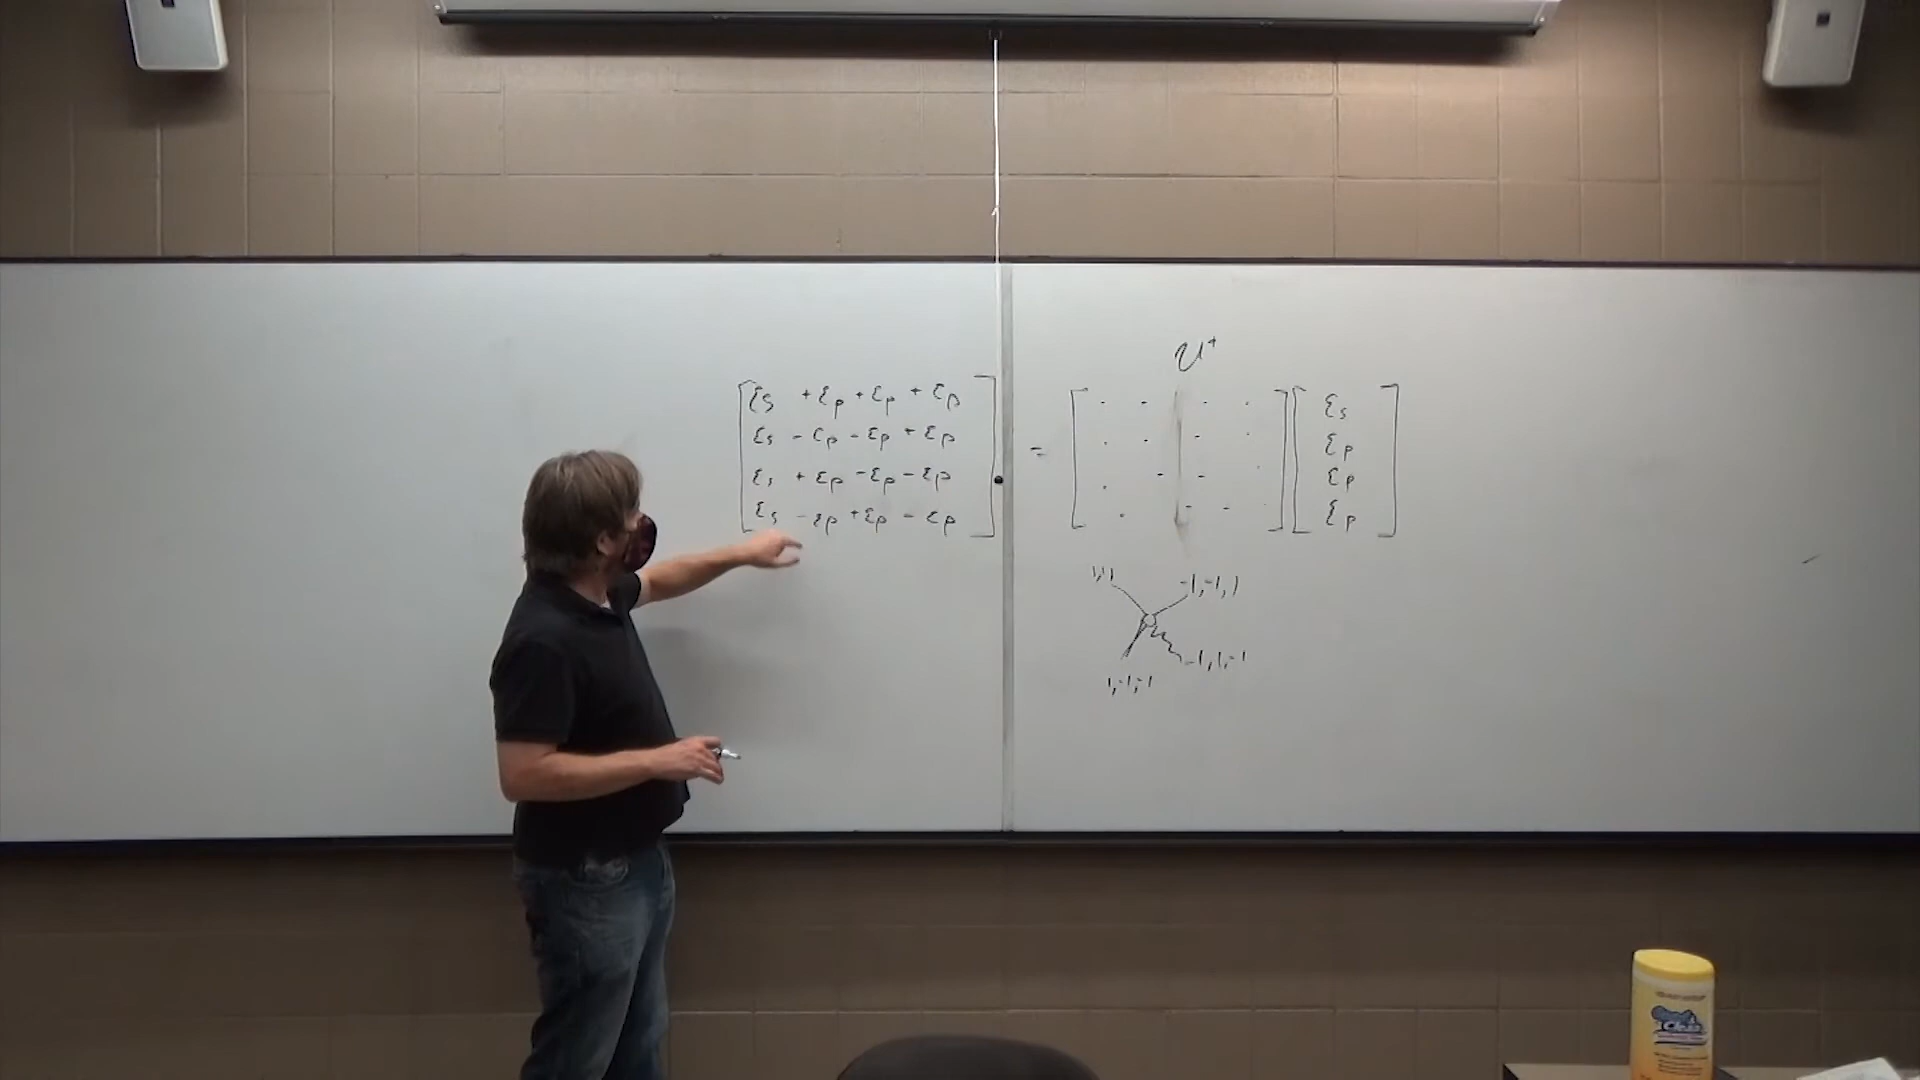 U⁺
εs + εp + εp + εp
εs - εp - εp + εp
εs + εp - εp - εp
εs - εp + εp - εp
=
εs
εp
εp
εp
1,1,1
-1,-1,1
-1,1,-1
1,-1,-1